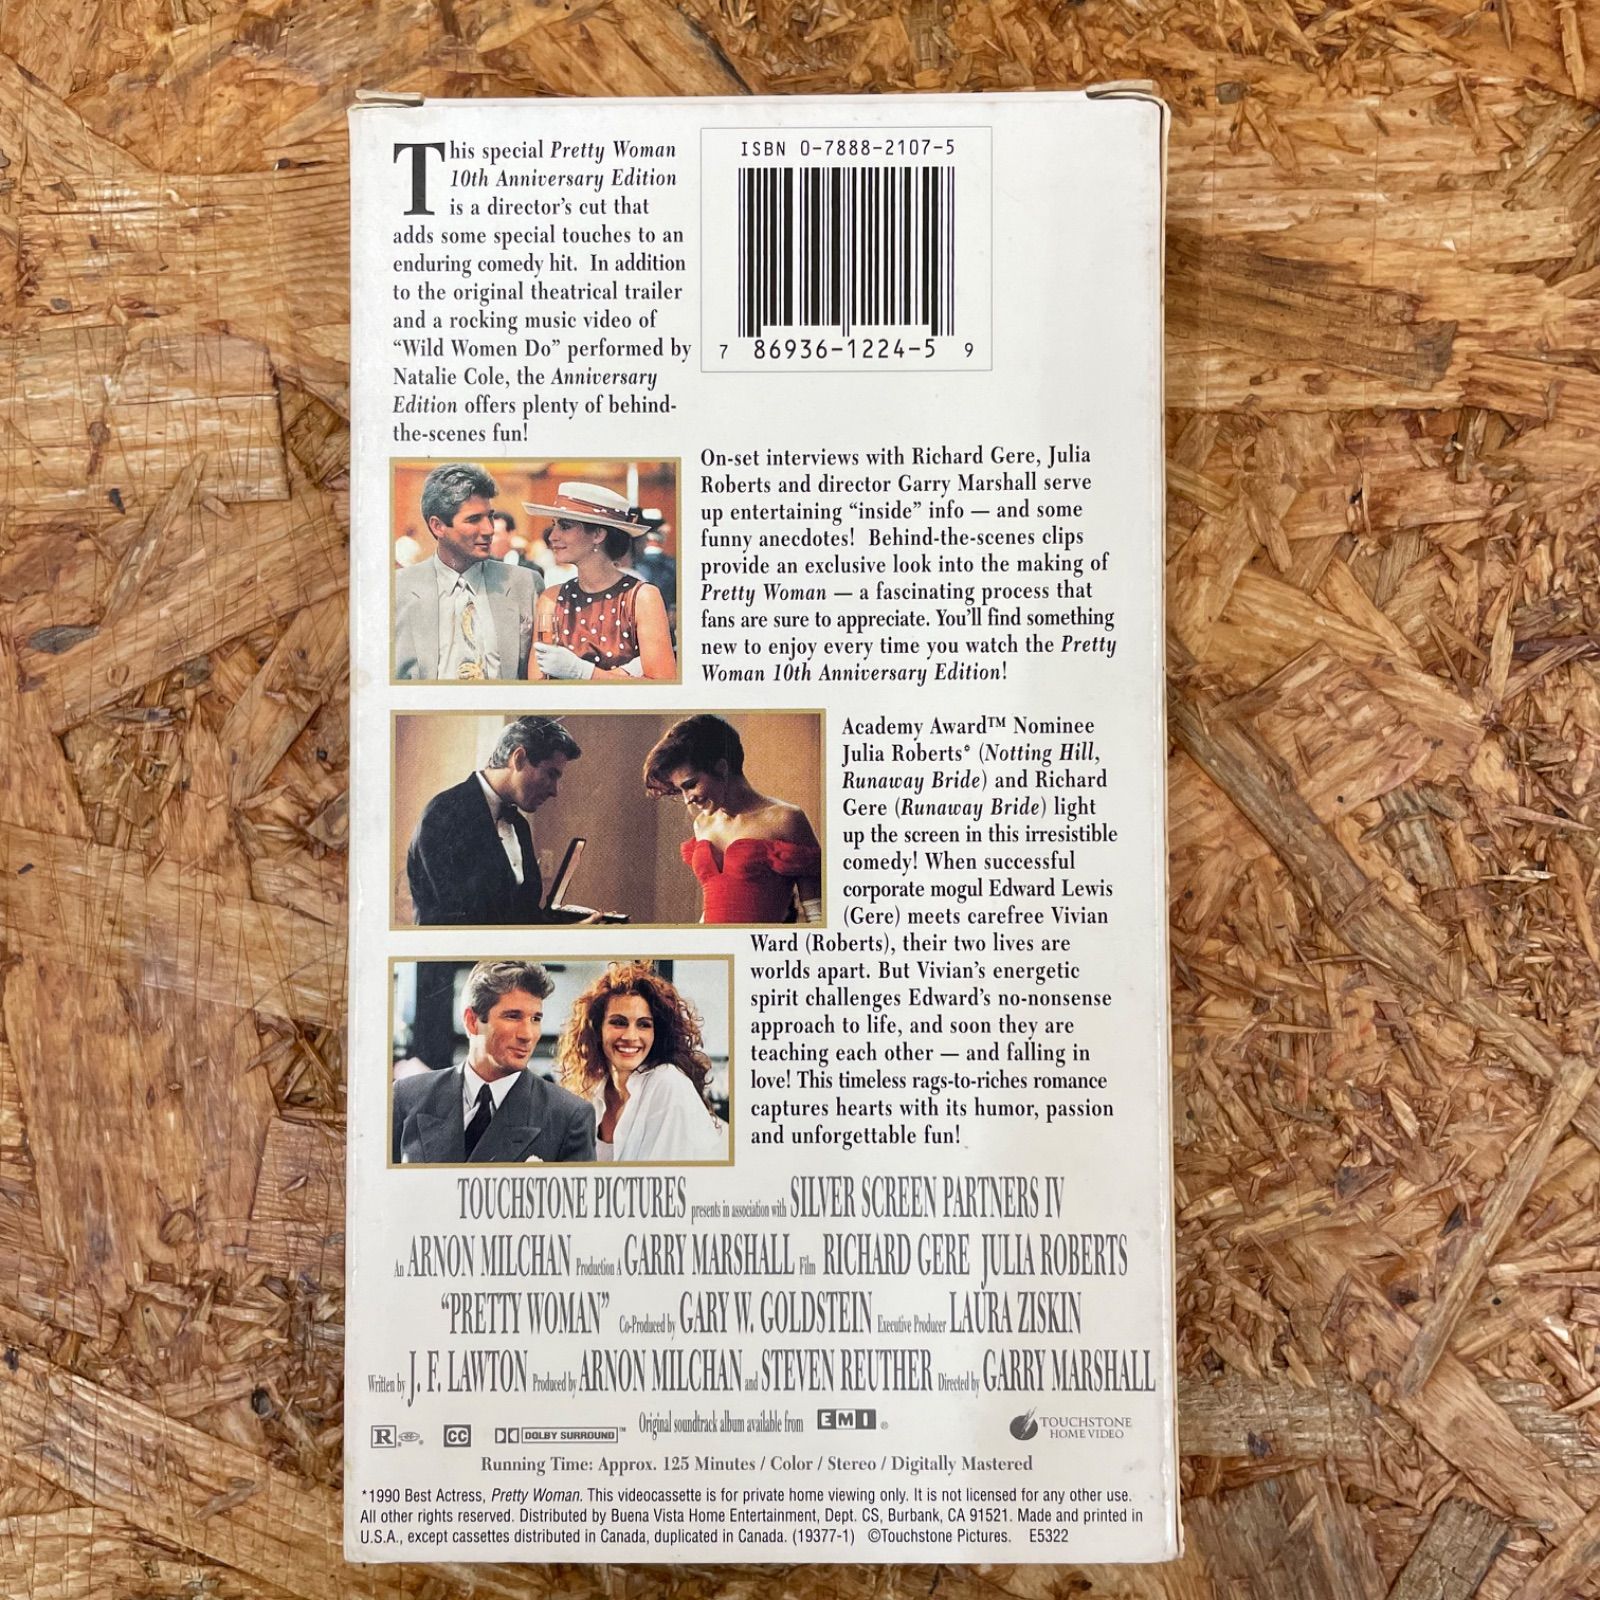 This special Pretty Woman
10th Anniversary Edition
is a director's cut that
adds some special touches to an
enduring comedy hit. In addition
to the original theatrical trailer
and a rocking music video of
“Wild Women Do” performed by
Natalie Cole, the Anniversary
Edition offers plenty of behind-
the-scenes fun!
ISBN 0-7888-2107-5
7 86936-1224-5 9
On-set interviews with Richard Gere, Julia
Roberts and director Garry Marshall serve
up entertaining “inside” info — and some
funny anecdotes! Behind-the-scenes clips
provide an exclusive look into the making of
Pretty Woman — a fascinating process that
fans are sure to appreciate. You'll find something
new to enjoy every time you watch the Pretty
Woman 10th Anniversary Edition!
Academy Award™ Nominee
Julia Roberts* (Notting Hill,
Runaway Bride) and Richard
Gere (Runaway Bride) light
up the screen in this irresistible
comedy! When successful
corporate mogul Edward Lewis
(Gere) meets carefree Vivian
Ward (Roberts), their two lives are
worlds apart. But Vivian's energetic
spirit challenges Edward's no-nonsense
approach to life, and soon they are
teaching each other — and falling in
love! This timeless rags-to-riches romance
captures hearts with its humor, passion
and unforgettable fun!
TOUCHSTONE PICTURES presents in association with SILVER SCREEN PARTNERS IV
An ARNON MILCHAN Production A GARRY MARSHALL Film RICHARD GERE JULIA ROBERTS
“PRETTY WOMAN” Co-Produced by GARY W. GOLDSTEIN Executive Producer LAURA ZISKIN
Written by J. F. LAWTON Produced by ARNON MILCHAN and STEVEN REUTHER Directed by GARRY MARSHALL
R CC DOLBY SURROUND™ Original soundtrack album available from EMI® TOUCHSTONE
HOME VIDEO
Running Time: Approx. 125 Minutes / Color / Stereo / Digitally Mastered
*1990 Best Actress, Pretty Woman. This videocassette is for private home viewing only. It is not licensed for any other use.
All other rights reserved. Distributed by Buena Vista Home Entertainment, Dept. CS, Burbank, CA 91521. Made and printed in
U.S.A., except cassettes distributed in Canada, duplicated in Canada. (19377-1) ©Touchstone Pictures. E5322